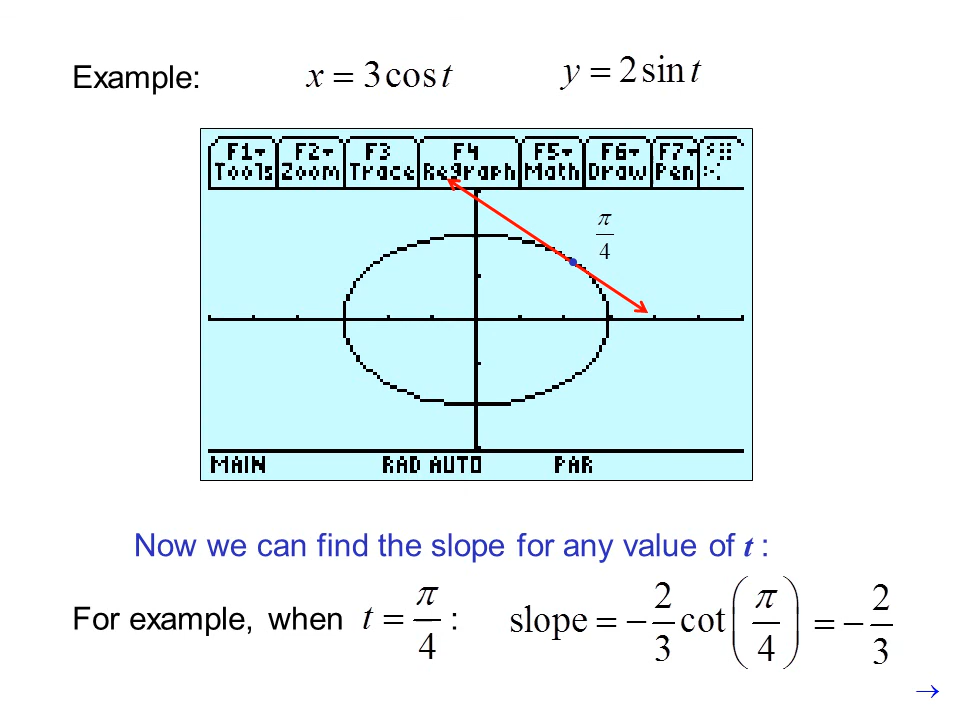 Example: x = 3 cos t y = 2 sin t
F1 F2 F3 F4 F5 F6 F7
Tools Zoom Trace ReGraph Math Draw Pen
π/4
MAIN RAD AUTO PAR
Now we can find the slope for any value of t :
For example, when t = π/4 : slope = −2/3 cot(π/4) = −2/3
→